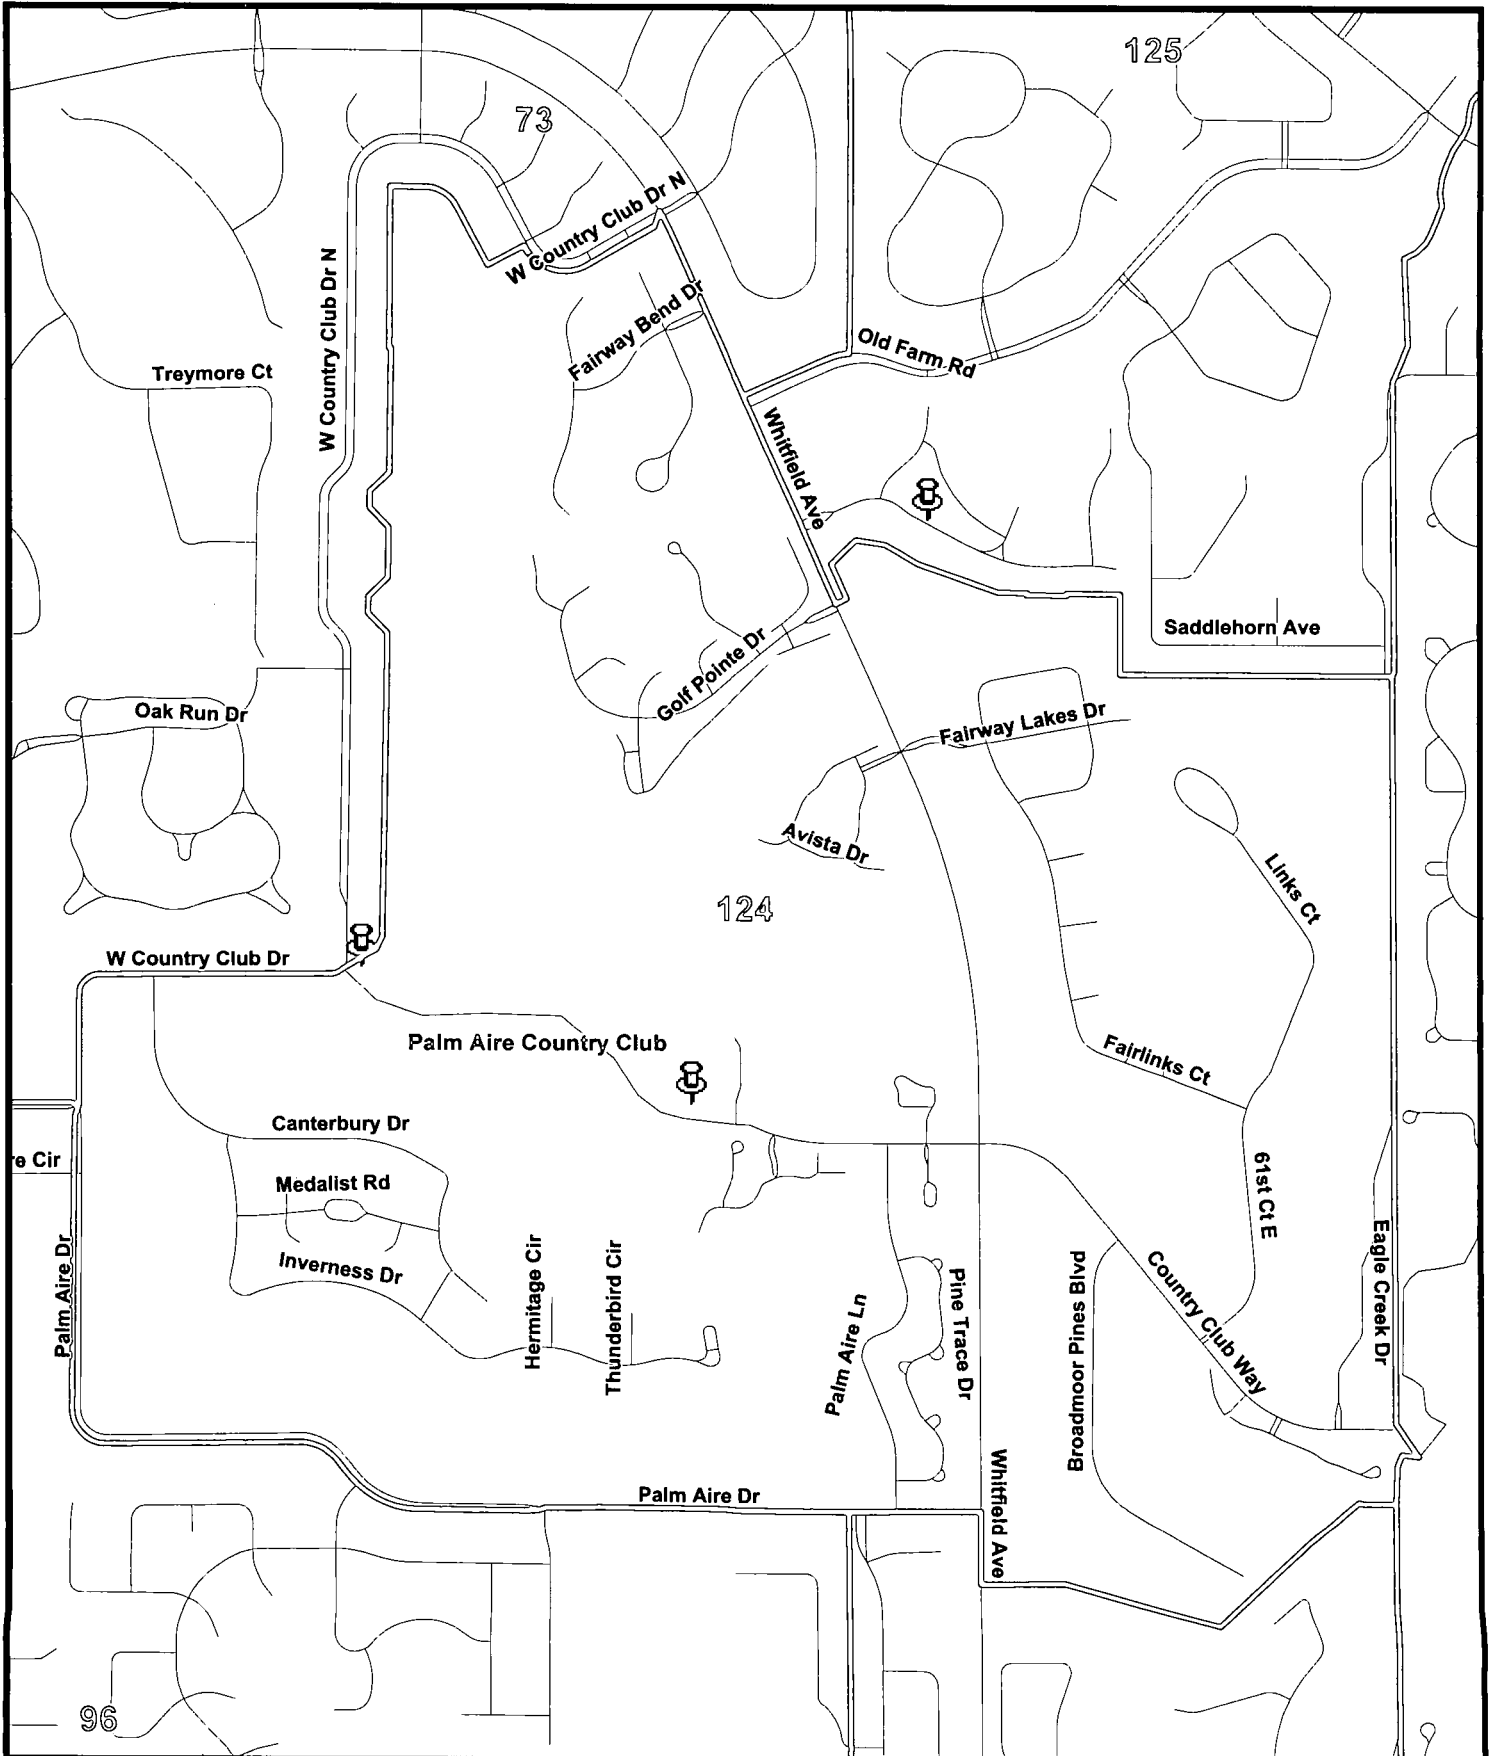 125
73
W Country Club Dr N
W Country Club Dr N
Fairway Bend Dr
Old Farm Rd
Treymore Ct
Whitfield Ave
Saddlehorn Ave
Golf Pointe Dr
Oak Run Dr
Fairway Lakes Dr
Avista Dr
Links Ct
124
W Country Club Dr
Palm Aire Country Club
Fairlinks Ct
Canterbury Dr
re Cir
Medalist Rd
61st Ct E
Inverness Dr
Palm Aire Dr
Hermitage Cir
Thunderbird Cir
Palm Aire Ln
Pine Trace Dr
Broadmoor Pines Blvd
Country Club Way
Eagle Creek Dr
Palm Aire Dr
Whitfield Ave
96